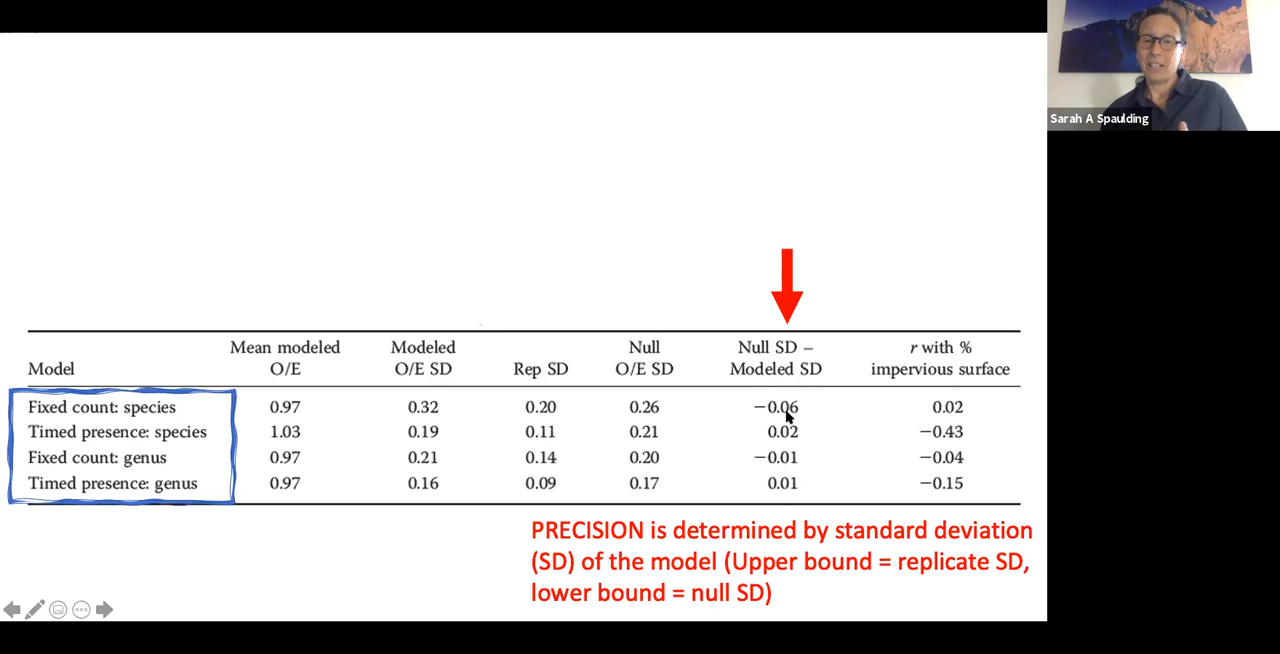 Sarah A Spaulding
Model Mean modeled O/E Modeled O/E SD Rep SD Null O/E SD Null SD – Modeled SD r with % impervious surface
Fixed count: species 0.97 0.32 0.20 0.26 −0.06 0.02
Timed presence: species 1.03 0.19 0.11 0.21 0.02 −0.43
Fixed count: genus 0.97 0.21 0.14 0.20 −0.01 −0.04
Timed presence: genus 0.97 0.16 0.09 0.17 0.01 −0.15
PRECISION is determined by standard deviation
(SD) of the model (Upper bound = replicate SD,
lower bound = null SD)